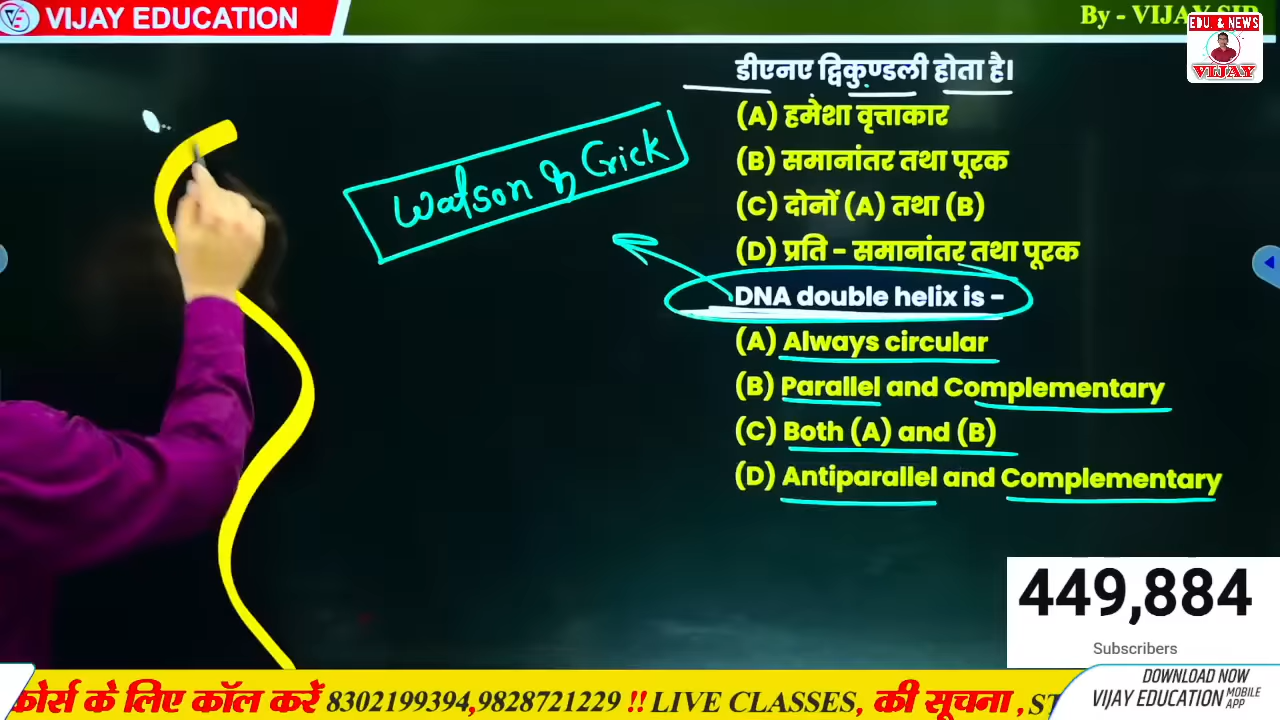 VIJAY EDUCATION
By - VIJAY SIR
EDU. & NEWS
VIJAY
डीएनए द्विकुण्डली होता है।
(A) हमेशा वृत्ताकार
(B) समानांतर तथा पूरक
(C) दोनों (A) तथा (B)
(D) प्रति - समानांतर तथा पूरक
Watson & Crick
DNA double helix is -
(A) Always circular
(B) Parallel and Complementary
(C) Both (A) and (B)
(D) Antiparallel and Complementary
449,884
Subscribers
कोर्स के लिए कॉल करें 8302199394,9828721229 !! LIVE CLASSES, की सूचना , ST
DOWNLOAD NOW
VIJAY EDUCATION MOBILE APP